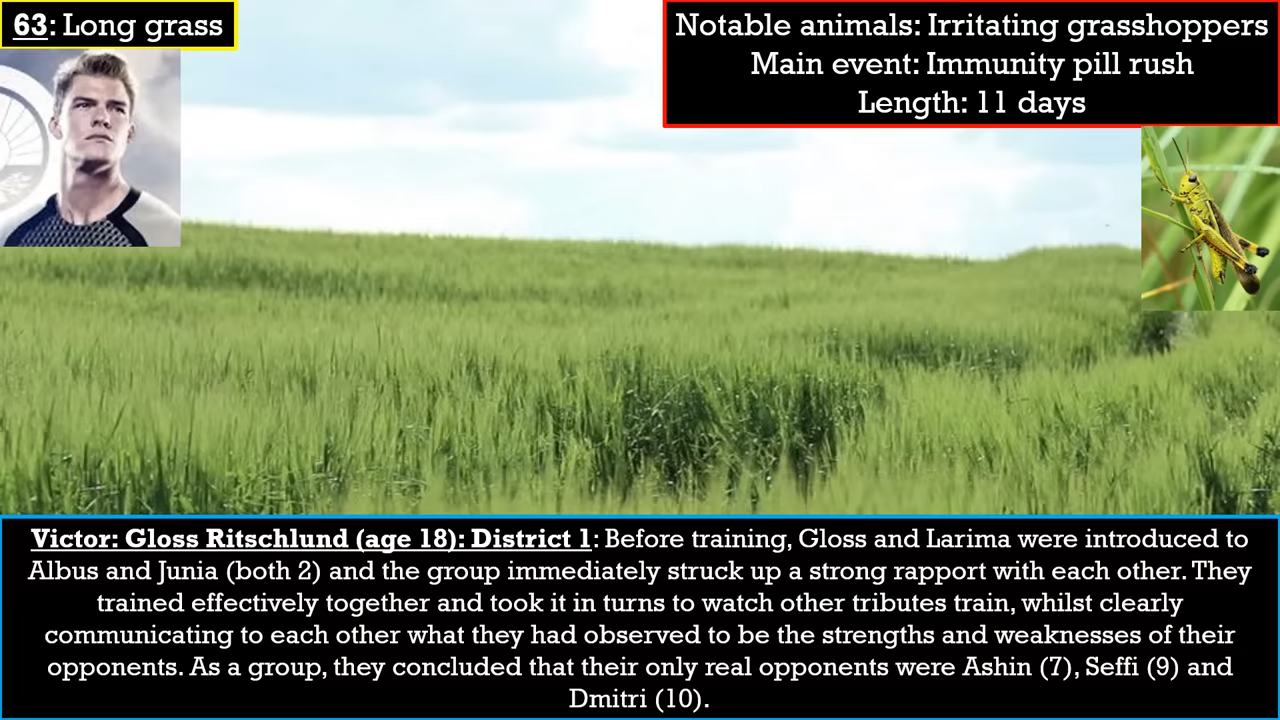 63: Long grass
Notable animals: Irritating grasshoppers
Main event: Immunity pill rush
Length: 11 days
Victor: Gloss Ritschlund (age 18): District 1: Before training, Gloss and Larima were introduced to
Albus and Junia (both 2) and the group immediately struck up a strong rapport with each other. They
trained effectively together and took it in turns to watch other tributes train, whilst clearly
communicating to each other what they had observed to be the strengths and weaknesses of their
opponents. As a group, they concluded that their only real opponents were Ashin (7), Seffi (9) and
Dmitri (10).